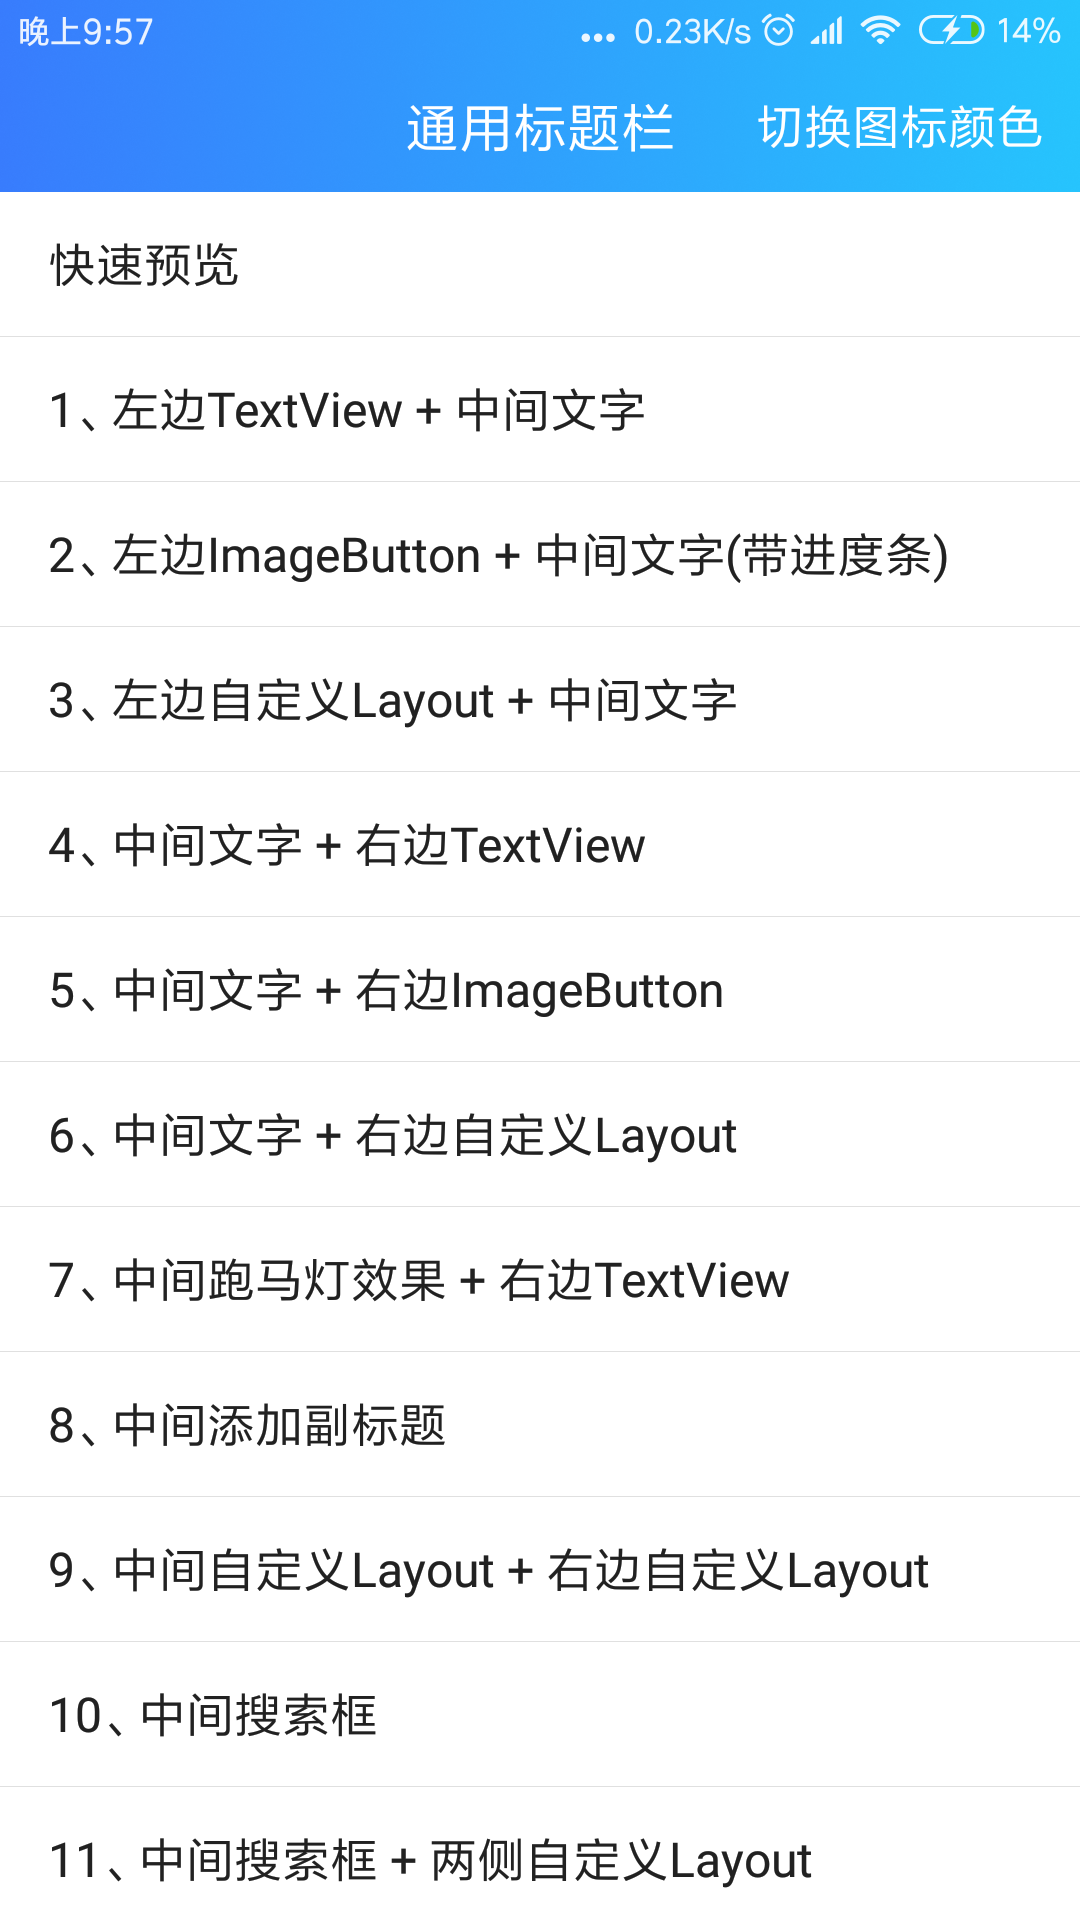 晚上9:57 ... 0.23K/s 14%
通用标题栏 切换图标颜色
快速预览
1、左边TextView + 中间文字
2、左边ImageButton + 中间文字(带进度条)
3、左边自定义Layout + 中间文字
4、中间文字 + 右边TextView
5、中间文字 + 右边ImageButton
6、中间文字 + 右边自定义Layout
7、中间跑马灯效果 + 右边TextView
8、中间添加副标题
9、中间自定义Layout + 右边自定义Layout
10、中间搜索框
11、中间搜索框 + 两侧自定义Layout